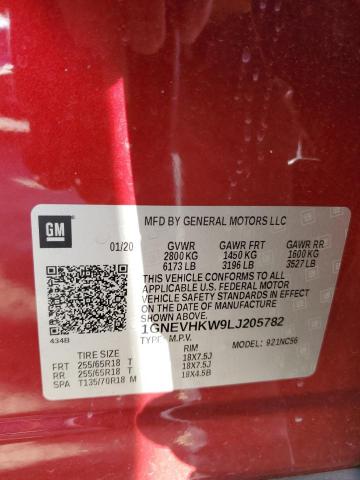 GM
MFD BY GENERAL MOTORS LLC
01/20 GVWR GAWR FRT GAWR RR
2800 KG 1450 KG 1600 KG
6173 LB 3196 LB 3527 LB
THIS VEHICLE CONFORMS TO ALL
APPLICABLE U.S. FEDERAL MOTOR
VEHICLE SAFETY STANDARDS IN
EFFECT ON THE DATE OF MANUFACTURE
SHOWN ABOVE.
1GNEVHKW9LJ205782
434B TYPE: M.P.V. MODEL: 921NC56
TIRE SIZE RIM
FRT 255/65R18 T 18X7.5J
RR 255/65R18 T 18X7.5J
SPA T135/70R18 M 18X4.5B